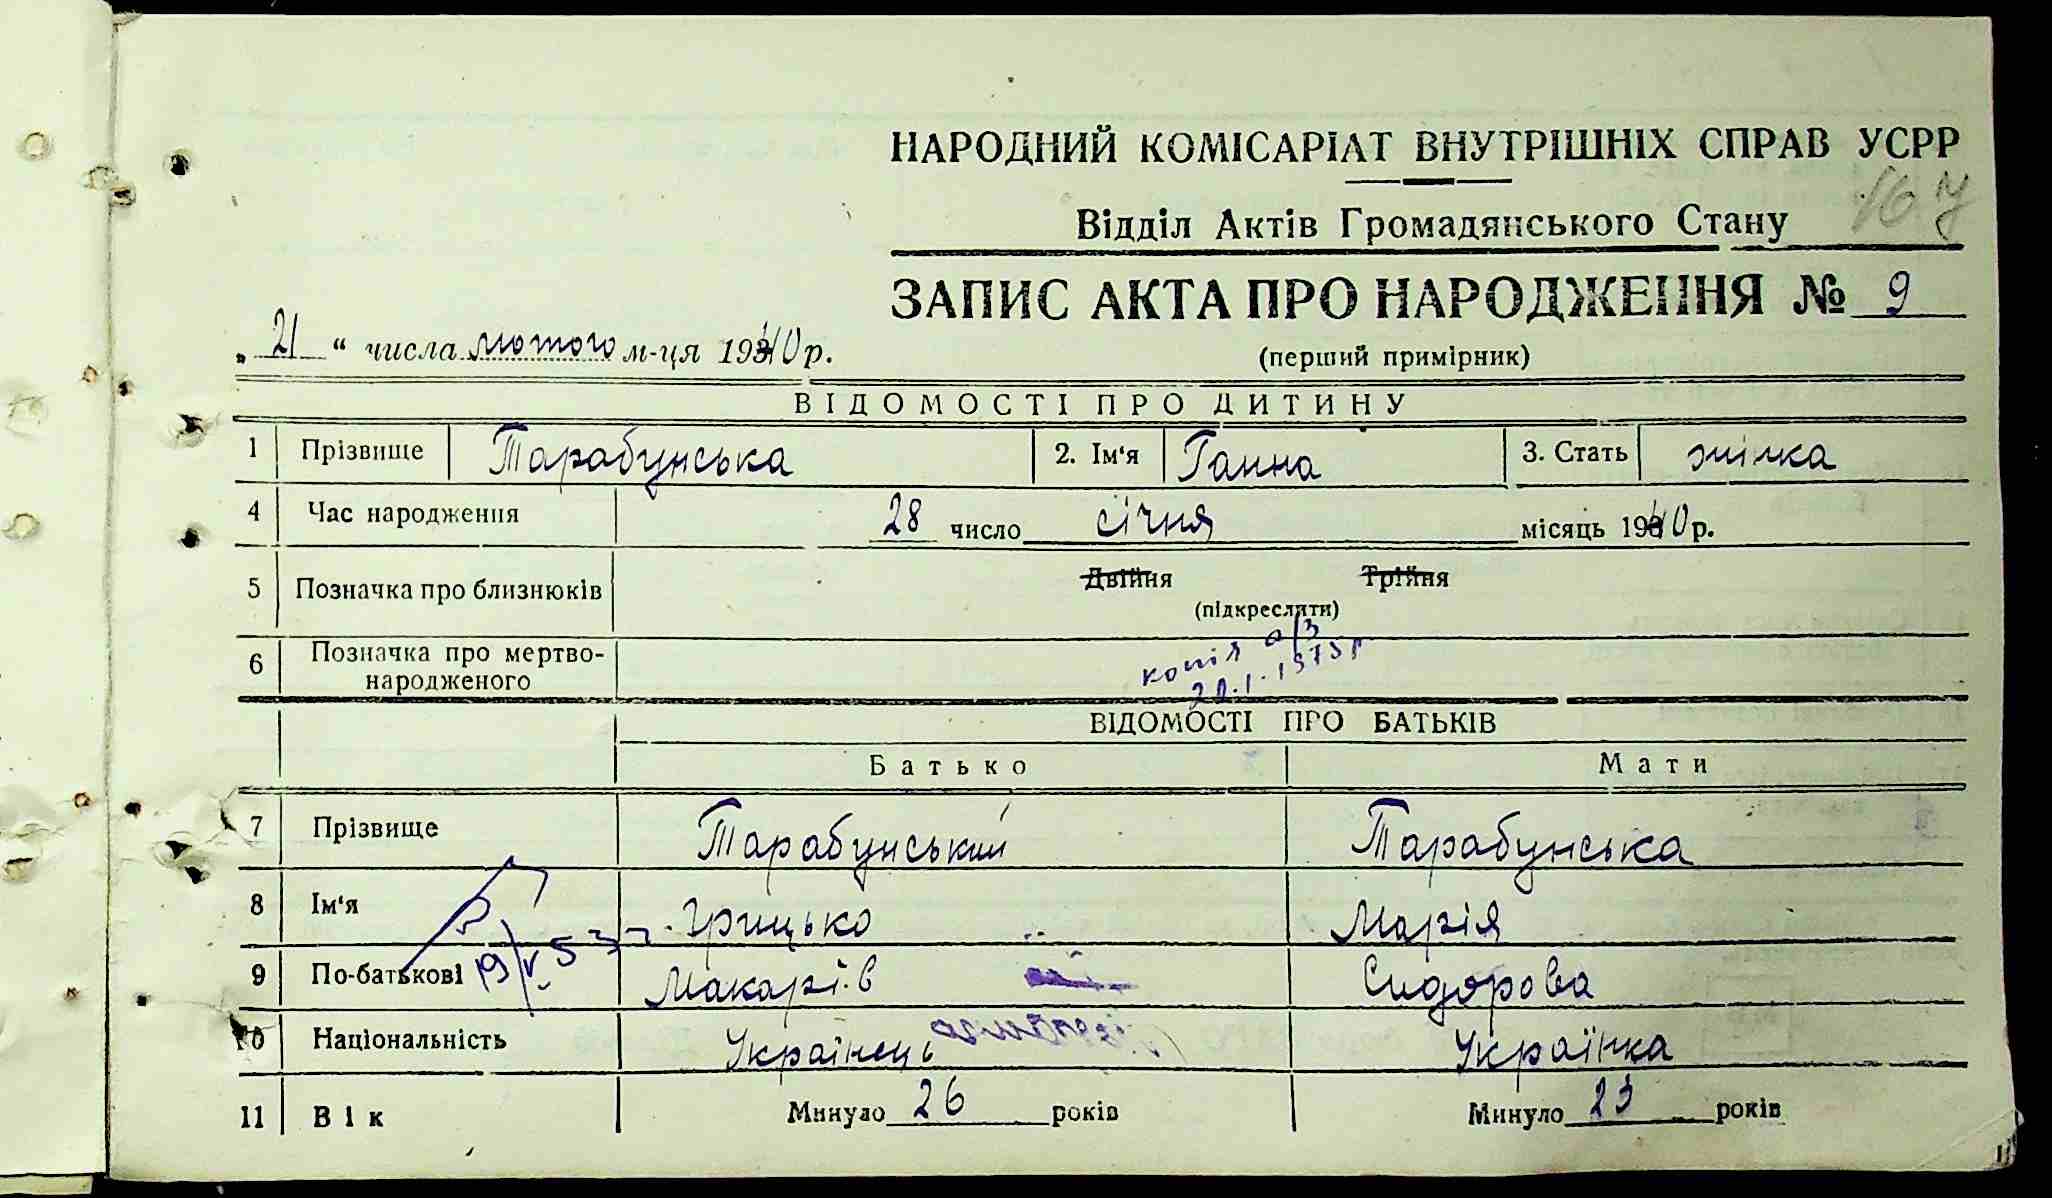 НАРОДНИЙ КОМІСАРІАТ ВНУТРІШНІХ СПРАВ УСРР
Відділ Актів Громадянського Стану
ЗАПИС АКТА ПРО НАРОДЖЕННЯ № 9
„ 21 “ числа лютого м-ця 1940 р.
(перший примірник)
ВІДОМОСТІ ПРО ДИТИНУ
1 Прізвище Тарабунська 2. Ім'я Ганна 3. Стать жінка
4 Час народження 28 число січня місяць 1940 р.
5 Позначка про близнюків Двійня Трійня
(підкреслити)
6 Позначка про мертво-
народженого
копія а/з
ВІДОМОСТІ ПРО БАТЬКІВ
Батько Мати
7 Прізвище Тарабунський Тарабунська
8 Ім'я Грицько Марія
9 По-батькові Макарів Сидорова
10 Національність Українець Українка
11 Вік Минуло 26 років Минуло 23 років